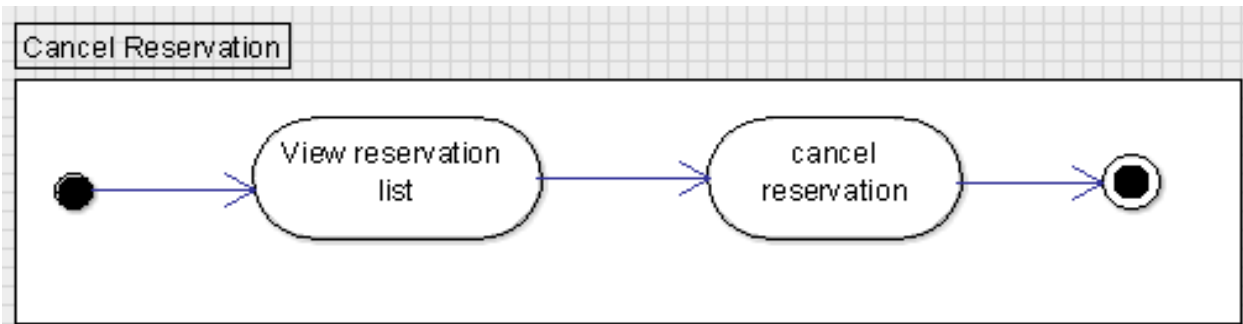 Cancel Reservation
View reservation
list
cancel
reservation